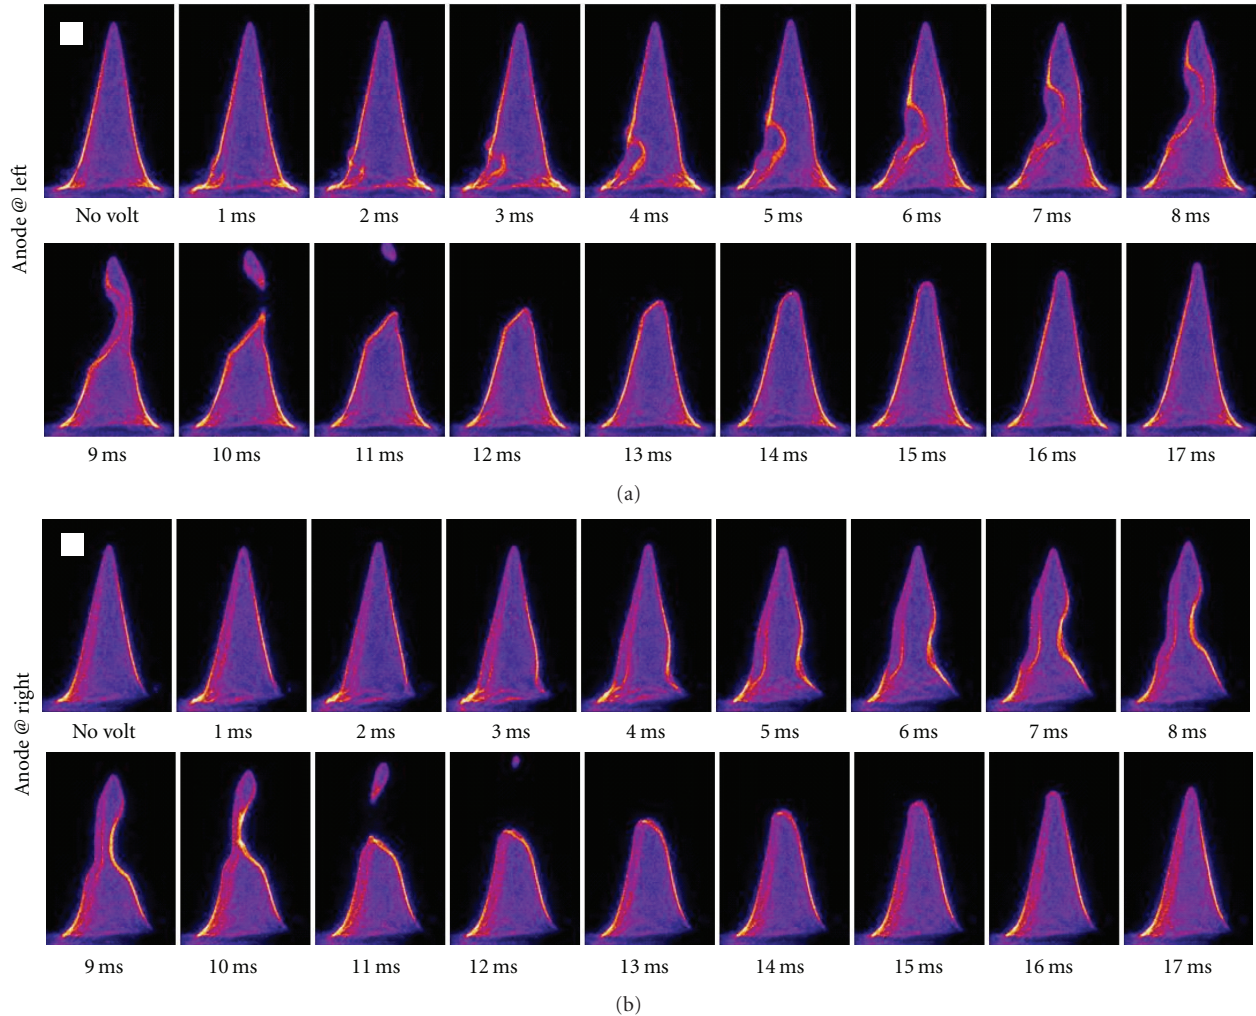 Anode @ left
No volt 1 ms 2 ms 3 ms 4 ms 5 ms 6 ms 7 ms 8 ms
9 ms 10 ms 11 ms 12 ms 13 ms 14 ms 15 ms 16 ms 17 ms
(a)
Anode @ right
No volt 1 ms 2 ms 3 ms 4 ms 5 ms 6 ms 7 ms 8 ms
9 ms 10 ms 11 ms 12 ms 13 ms 14 ms 15 ms 16 ms 17 ms
(b)